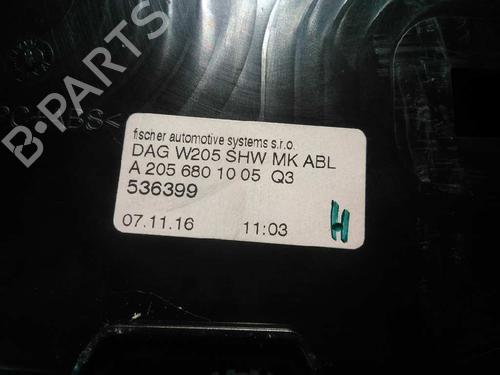 fischer automotive systems s.r.o.
DAG W205 SHW MK ABL
A 205 680 10 05 Q3
536399
07.11.16 11:03
H
B-PARTS